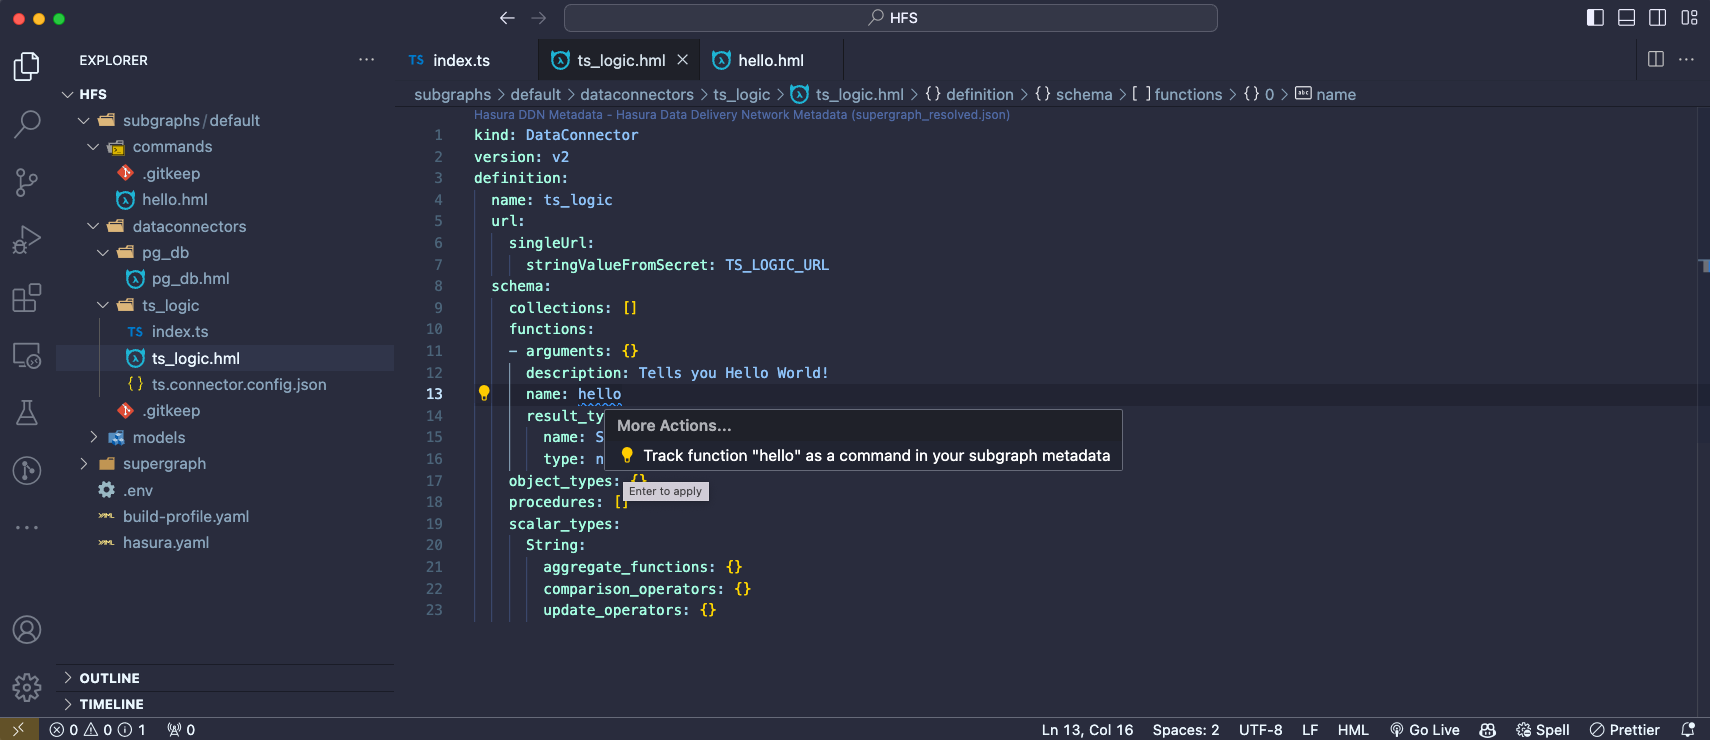 HFS
EXPLORER
HFS
subgraphs/default
commands
.gitkeep
hello.hml
dataconnectors
pg_db
pg_db.hml
ts_logic
TS index.ts
ts_logic.hml
{} ts.connector.config.json
.gitkeep
models
supergraph
.env
build-profile.yaml
hasura.yaml
OUTLINE
TIMELINE
TS index.ts
ts_logic.hml
hello.hml
subgraphs > default > dataconnectors > ts_logic > ts_logic.hml > {} definition > {} schema > [ ] functions > {} 0 > abc name
Hasura DDN Metadata - Hasura Data Delivery Network Metadata (supergraph_resolved.json)
1 kind: DataConnector
2 version: v2
3 definition:
4 name: ts_logic
5 url:
6 singleUrl:
7 stringValueFromSecret: TS_LOGIC_URL
8 schema:
9 collections: []
10 functions:
11 - arguments: {}
12 description: Tells you Hello World!
13 name: hello
14 result_ty
15 name: S
16 type: n
17 object_types: {}
18 procedures: []
19 scalar_types:
20 String:
21 aggregate_functions: {}
22 comparison_operators: {}
23 update_operators: {}
More Actions...
Track function "hello" as a command in your subgraph metadata
Enter to apply
0 0 1 0
Ln 13, Col 16 Spaces: 2 UTF-8 LF HML Go Live Spell Prettier